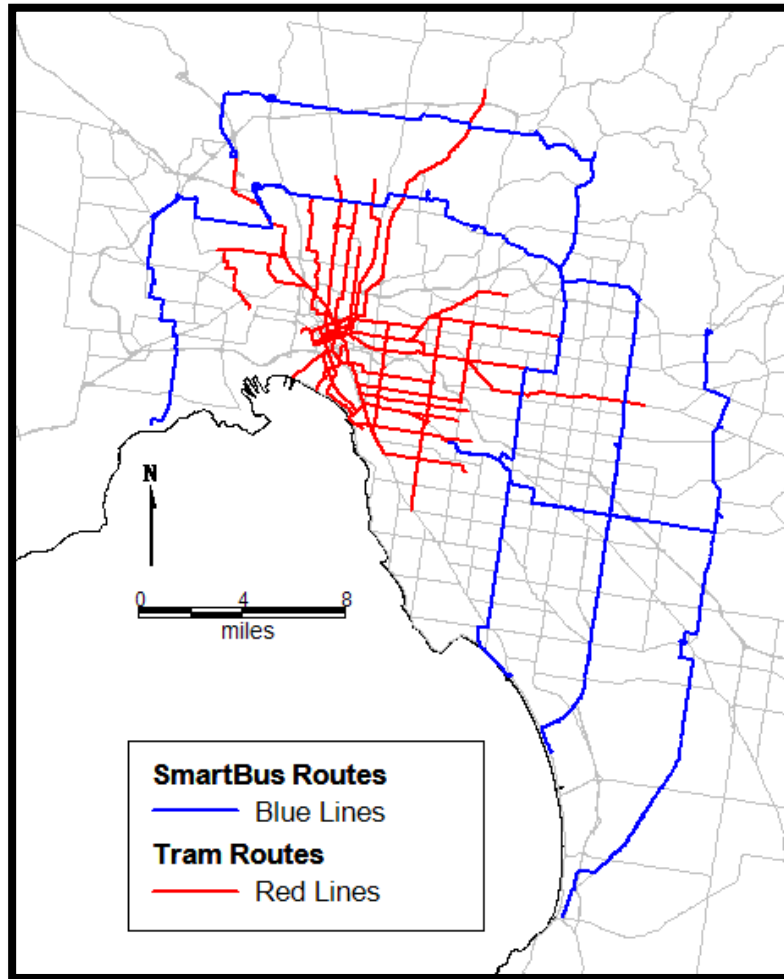 N
0 4 8
miles
SmartBus Routes
Blue Lines
Tram Routes
Red Lines